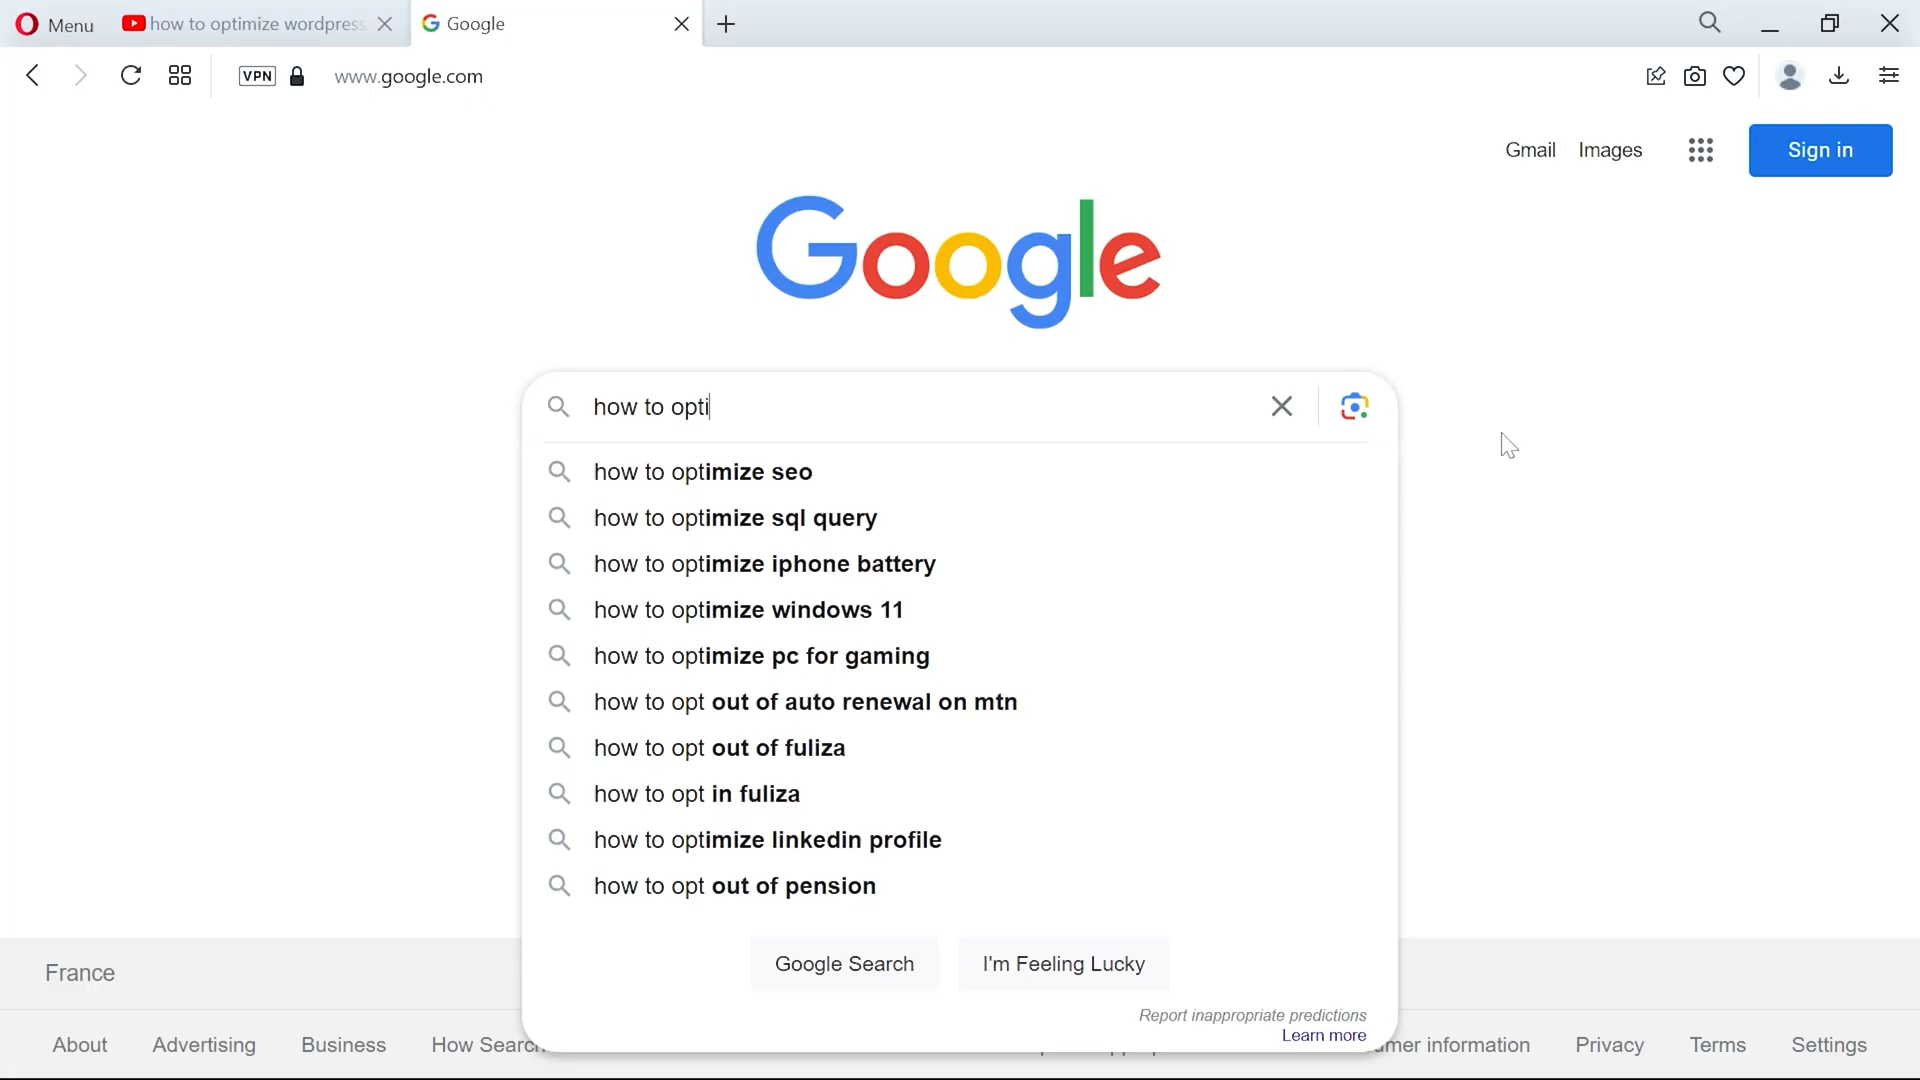 Menu
how to optimize wordpress
Google
VPN
www.google.com
Gmail Images
Sign in
Google
how to opti
how to optimize seo
how to optimize sql query
how to optimize iphone battery
how to optimize windows 11
how to optimize pc for gaming
how to opt out of auto renewal on mtn
how to opt out of fuliza
how to opt in fuliza
how to optimize linkedin profile
how to opt out of pension
Google Search I'm Feeling Lucky
Report inappropriate predictions
Learn more
France
About Advertising Business How Search information Privacy Terms Settings